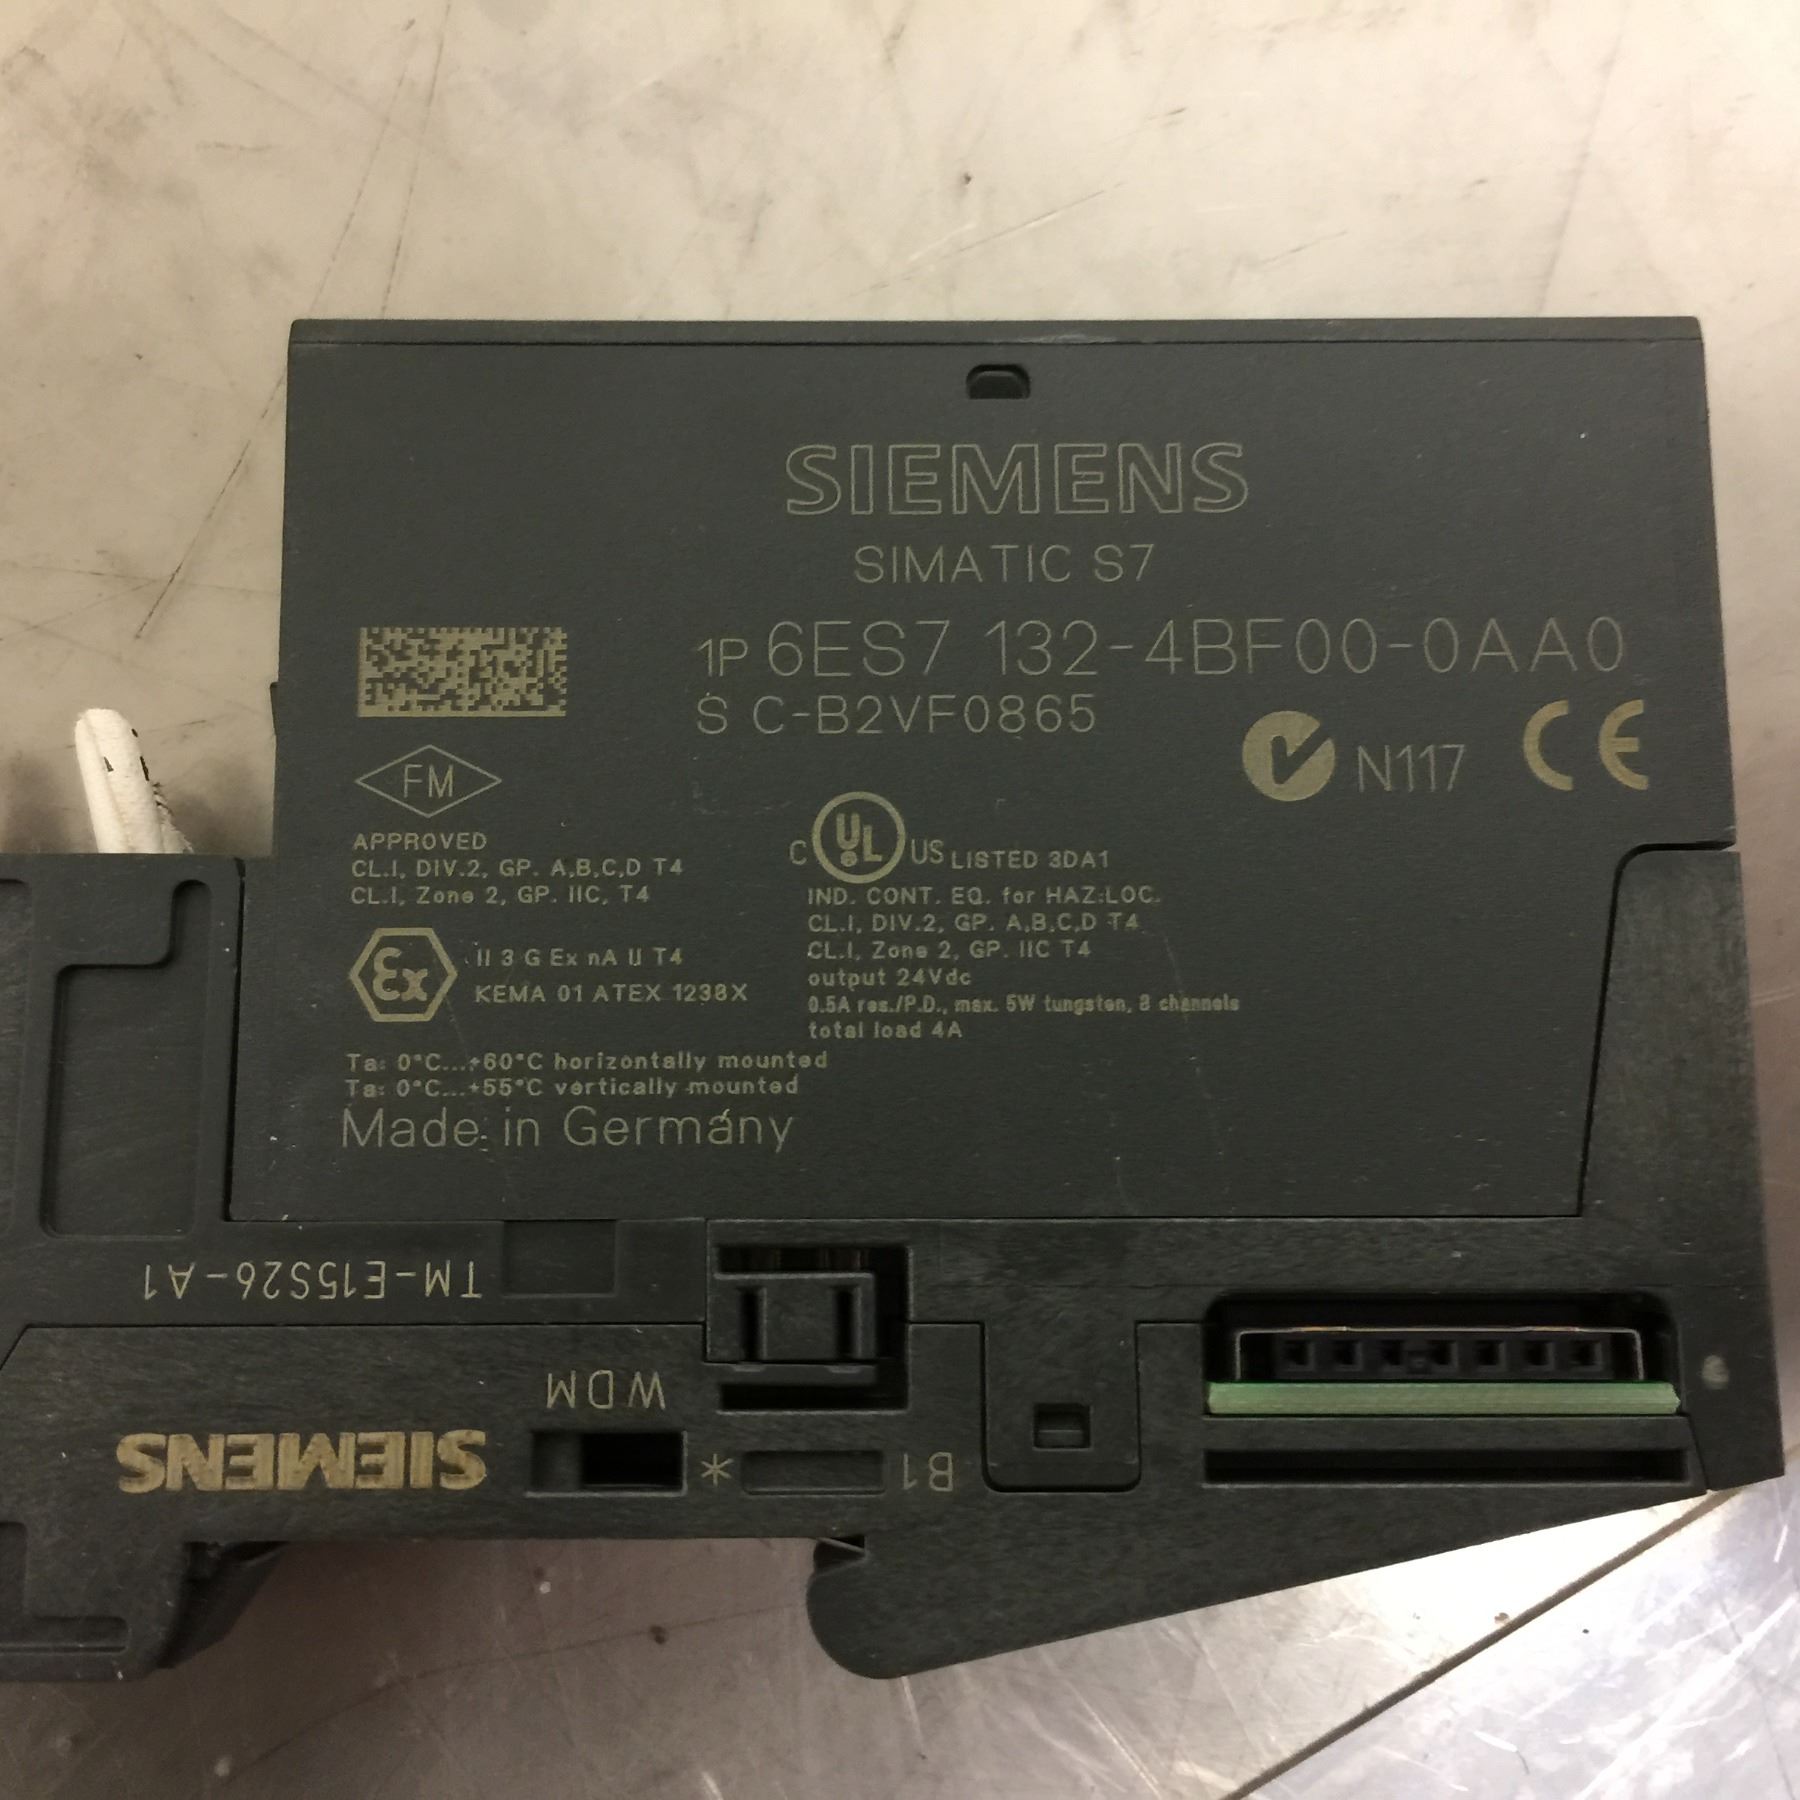 SIEMENS
SIMATIC S7
1P 6ES7 132-4BF00-0AA0
S C-B2VF0865
N117 CE
FM
APPROVED
CL.I, DIV.2, GP. A,B,C,D T4
CL.I, Zone 2, GP. IIC, T4
Ex II 3 G Ex nA II T4
KEMA 01 ATEX 1238X
C UL US LISTED 3DA1
IND. CONT. EQ. for HAZ.LOC.
CL.I, DIV.2, GP. A,B,C,D T4
CL.I, Zone 2, GP. IIC T4
output 24Vdc
0.5A res./P.D., max. 5W tungsten, 8 channels
total load 4A
Ta: 0°C...+60°C horizontally mounted
Ta: 0°C...+55°C vertically mounted
Made in Germany
TM-E15S26-A1
WDM
SIEMENS
B1 *